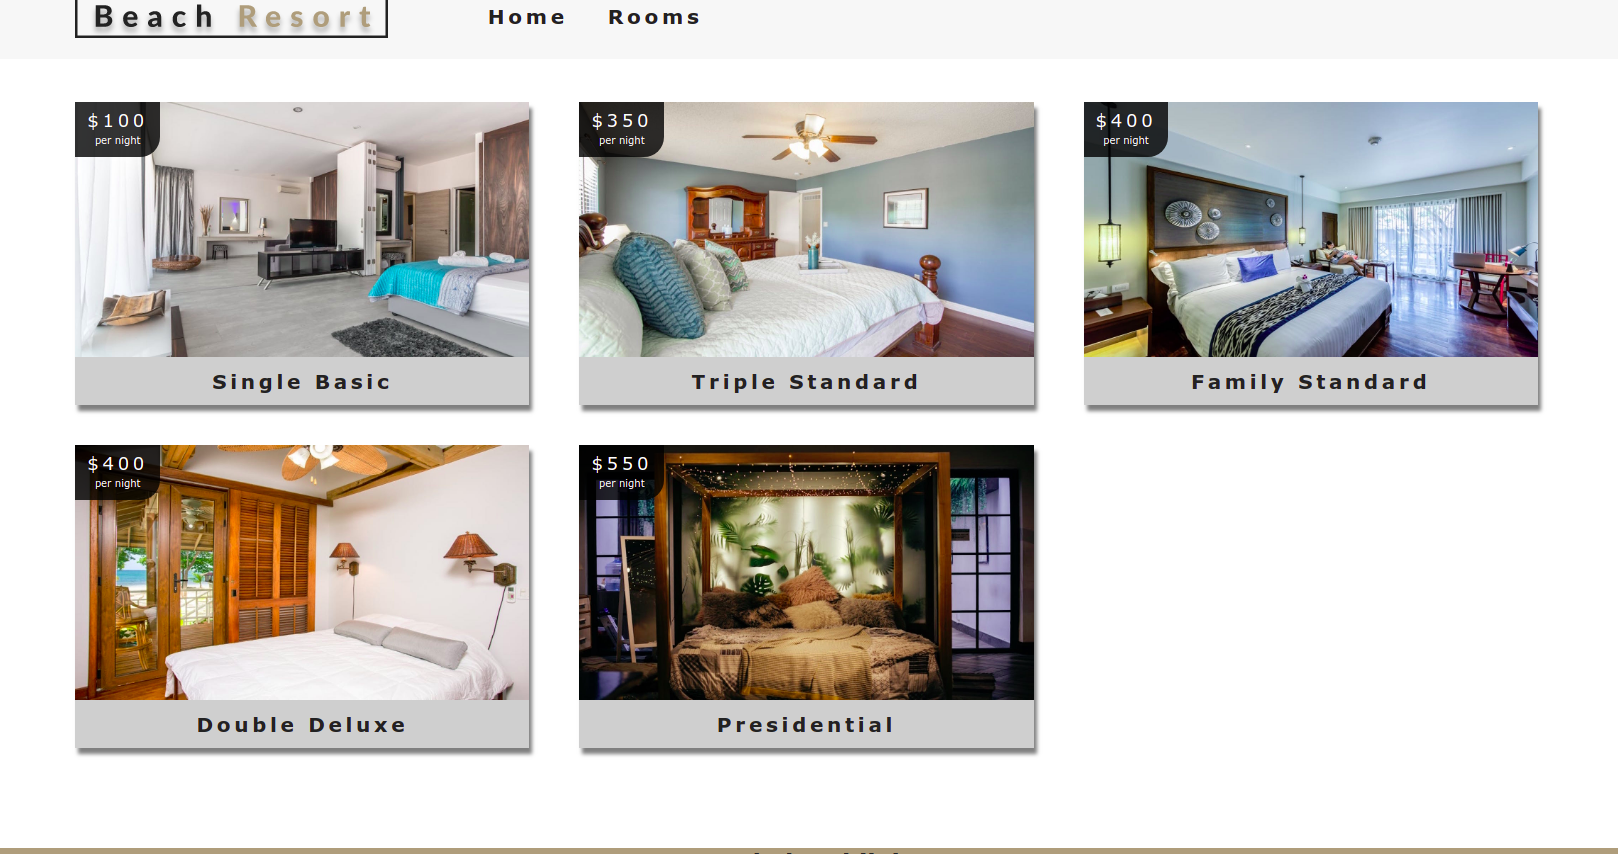 Beach Resort
Home
Rooms
$100
per night
$350
per night
$400
per night
Single Basic
Triple Standard
Family Standard
$400
per night
$550
per night
Double Deluxe
Presidential